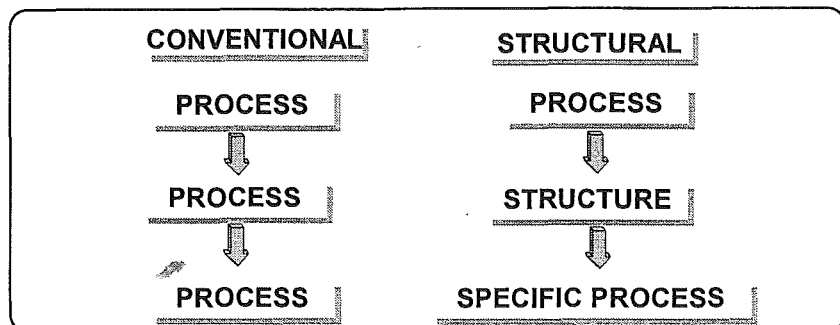 CONVENTIONAL
STRUCTURAL
PROCESS
PROCESS
PROCESS
STRUCTURE
PROCESS
SPECIFIC PROCESS